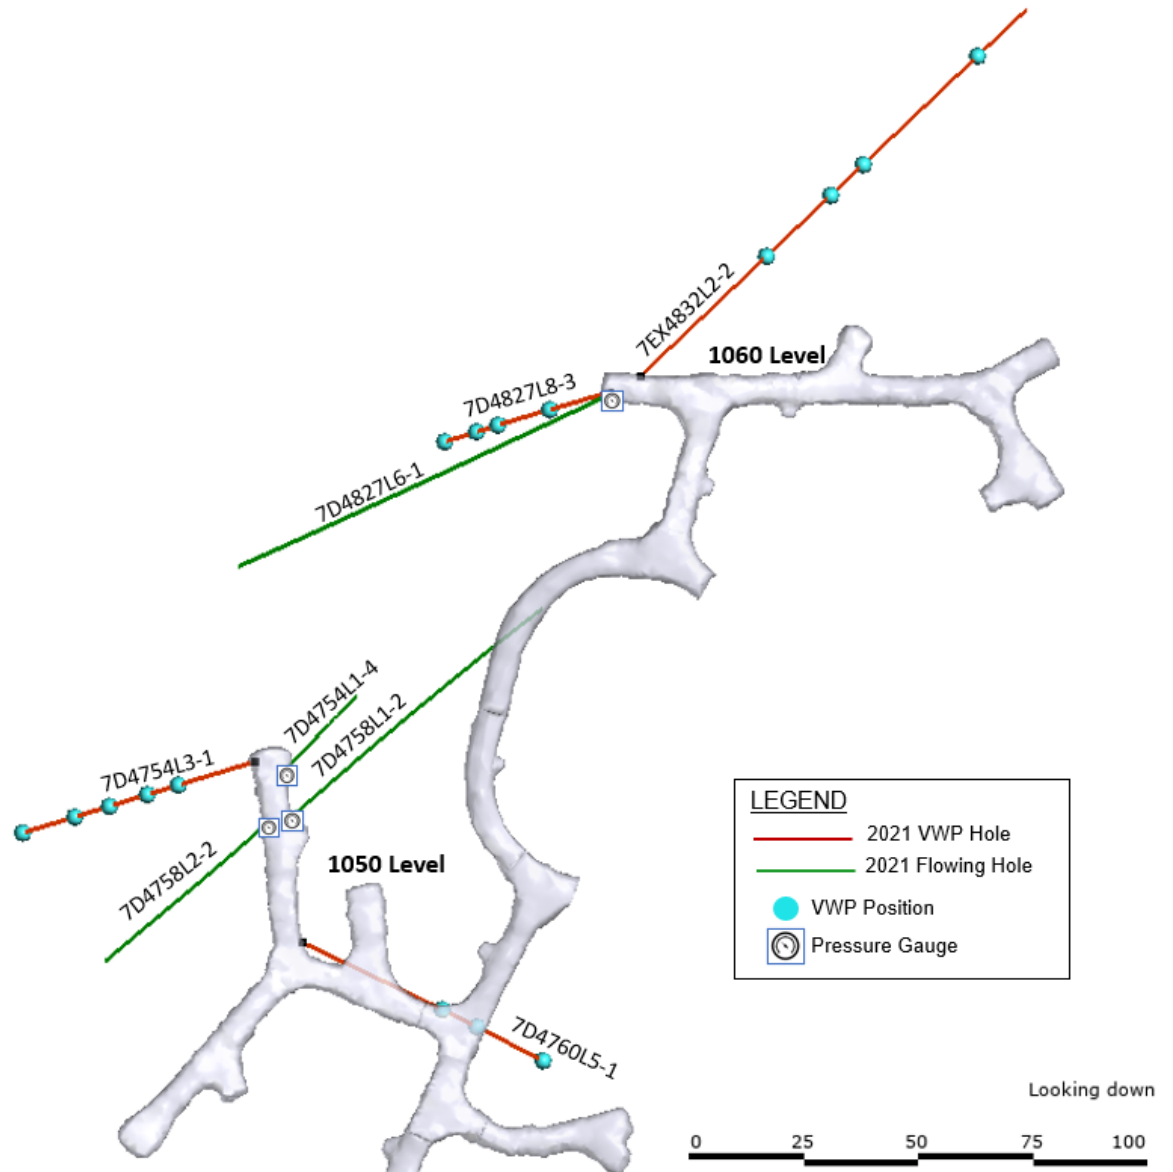 7EX4832L2-2
1060 Level
7D4827L8-3
7D4827L6-1
7D4754L1-4
7D4758L1-2
7D4754L3-1
7D4758L2-2
1050 Level
7D4760L5-1
LEGEND
2021 VWP Hole
2021 Flowing Hole
VWP Position
Pressure Gauge
Looking down
0 25 50 75 100